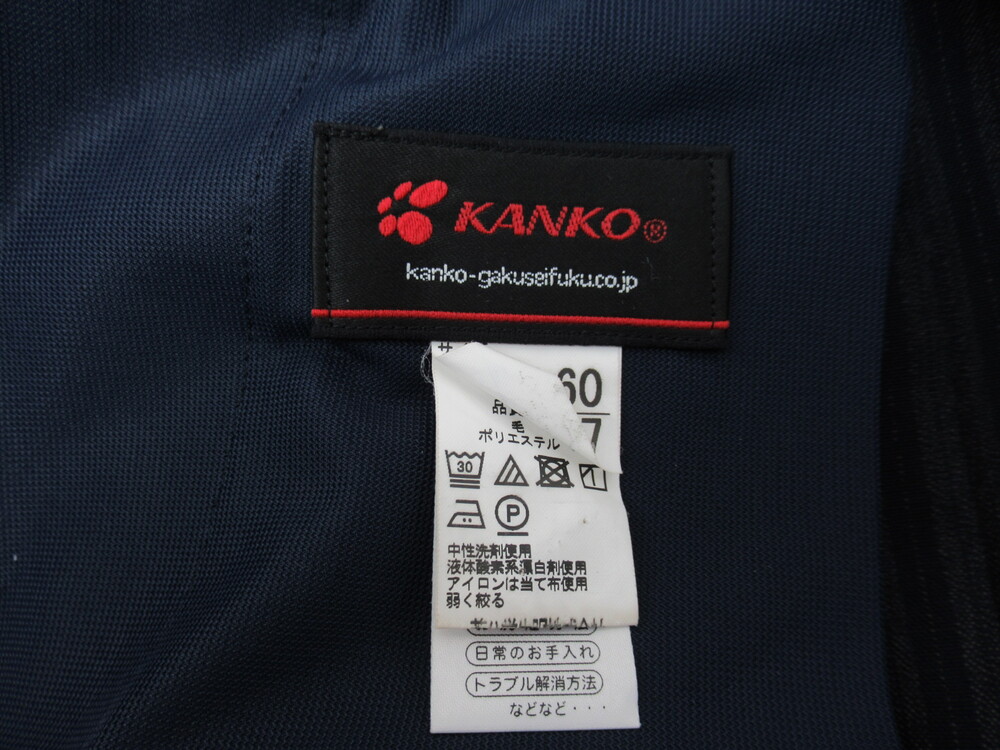 KANKO®
kanko-gakuseifuku.co.jp
60
毛
7
ポリエステル
30
P
中性洗剤使用
液体酸素系漂白剤使用
アイロンは当て布使用
弱く絞る
日常のお手入れ
トラブル解消方法
などなど・・・